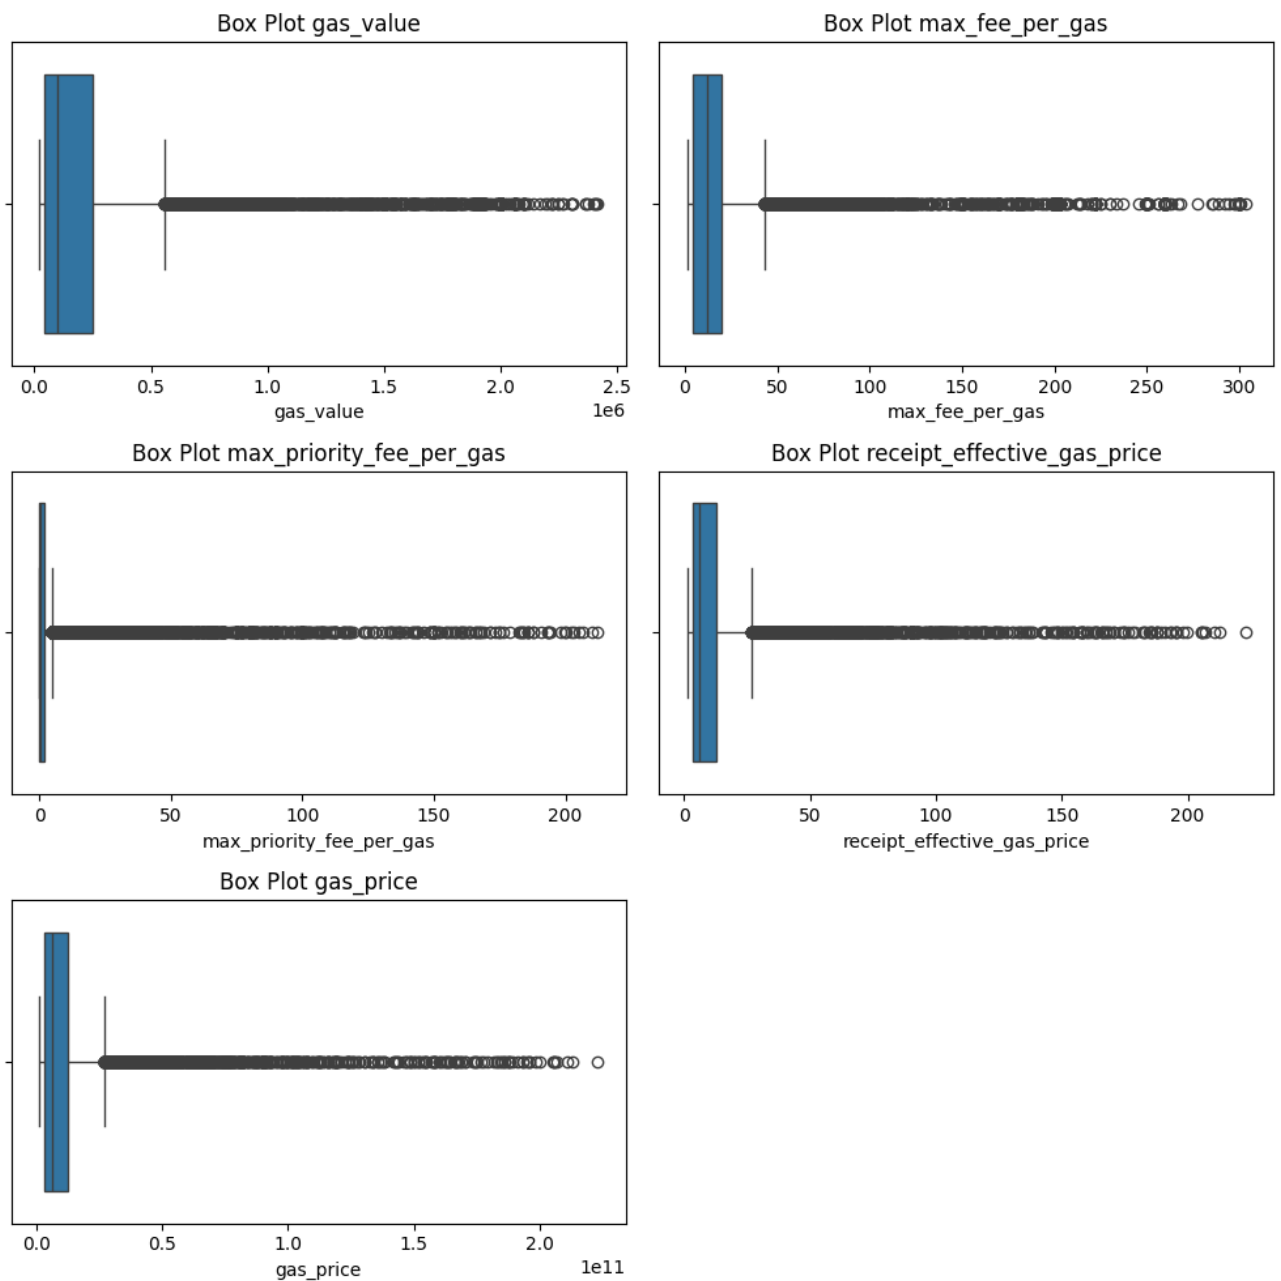 Box Plot gas_value
0.0 0.5 1.0 1.5 2.0 2.5
1e6
gas_value
Box Plot max_fee_per_gas
0 50 100 150 200 250 300
max_fee_per_gas
Box Plot max_priority_fee_per_gas
0 50 100 150 200
max_priority_fee_per_gas
Box Plot receipt_effective_gas_price
0 50 100 150 200
receipt_effective_gas_price
Box Plot gas_price
0.0 0.5 1.0 1.5 2.0
1e11
gas_price